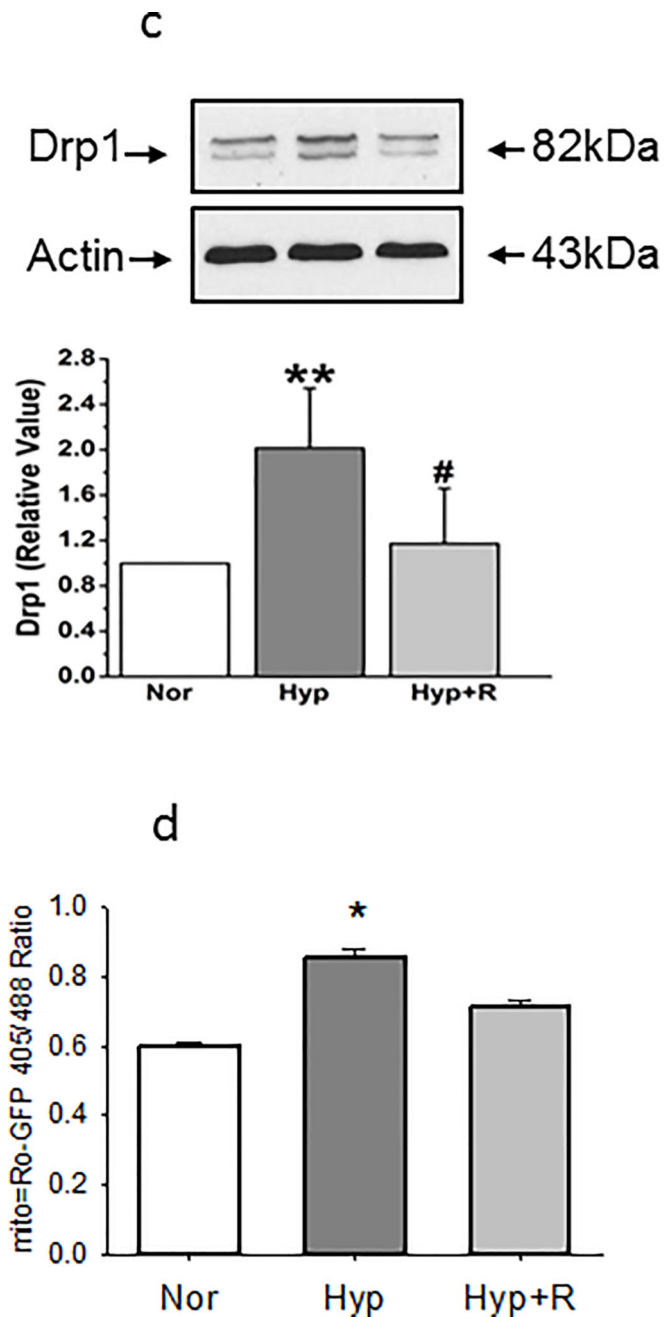 c
Drp1→ ←82kDa
Actin→ ←43kDa
Drp1 (Relative Value)
2.8
2.4
2.0
1.6
1.2
0.8
0.4
0.0
**
#
Nor Hyp Hyp+R
d
mito=Ro-GFP 405/488 Ratio
1.0
0.8
0.6
0.4
0.2
0.0
*
Nor Hyp Hyp+R